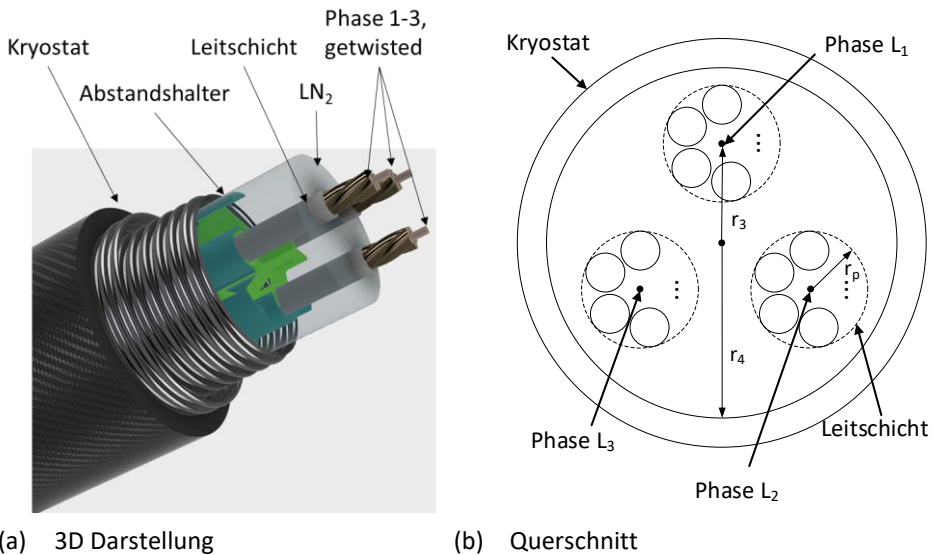 Phase 1-3,
getwisted
Kryostat
Leitschicht
Abstandshalter
LN₂
(a) 3D Darstellung
Kryostat
Phase L₁
r₃
rₚ
...
...
...
r₄
Phase L₃
Leitschicht
Phase L₂
(b) Querschnitt